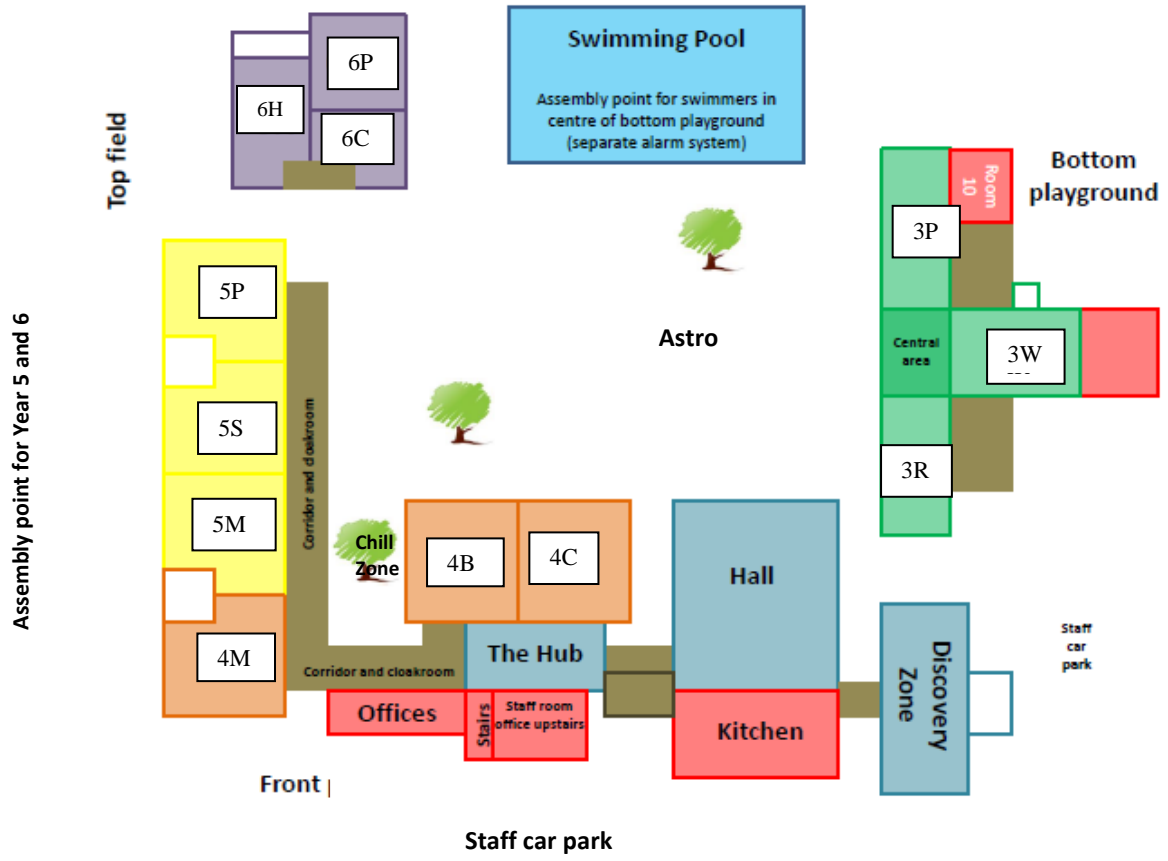 Swimming Pool
Assembly point for swimmers in
centre of bottom playground
(separate alarm system)
6P
6H
6C
Top field
Room
10
Bottom
playground
3P
5P
Astro
Central
area
3W
Assembly point for Year 5 and 6
5S
Corridor and cloakroom
3R
5M
Chill
Zone
4B
4C
Hall
4M
The Hub
Corridor and cloakroom
Discovery
Zone
Staff
car
park
Offices
Stairs
Staff room
office upstairs
Kitchen
Front
Staff car park